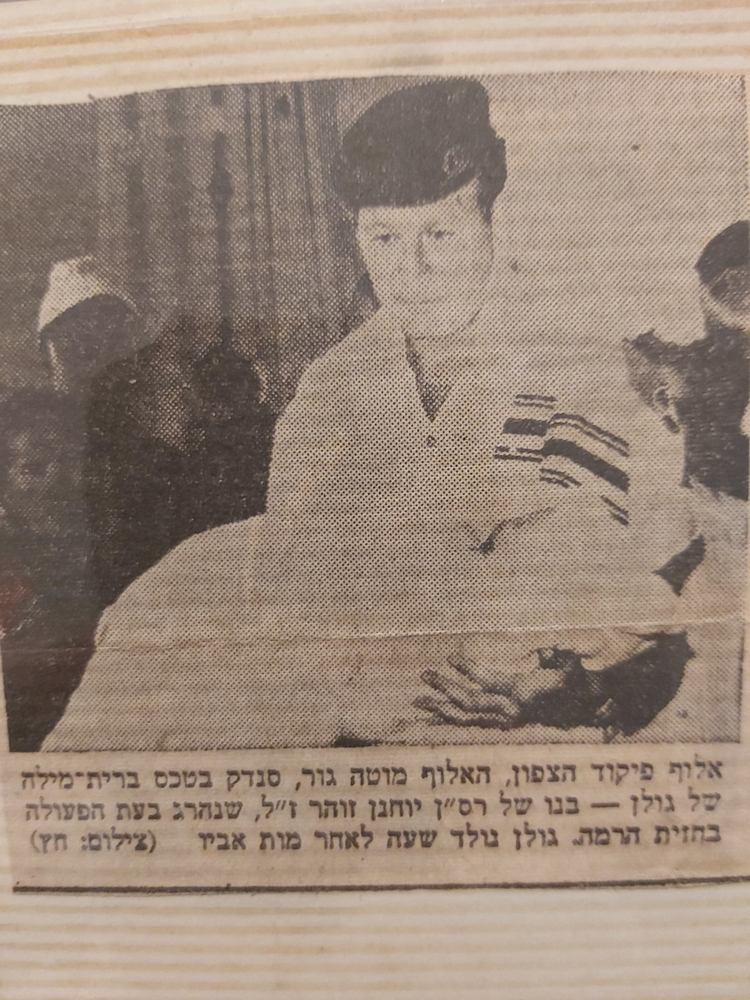 אלוף פיקוד הצפון, האלוף מוטה גור, סנדק בטכס ברית־מילה
של גולן — בנו של רס״ן יוחנן זוהר ז״ל, שנהרג בעת הפעולה
בחזית הרמה. גולן נולד שעה לאחר מות אביו (צילום: חץ)